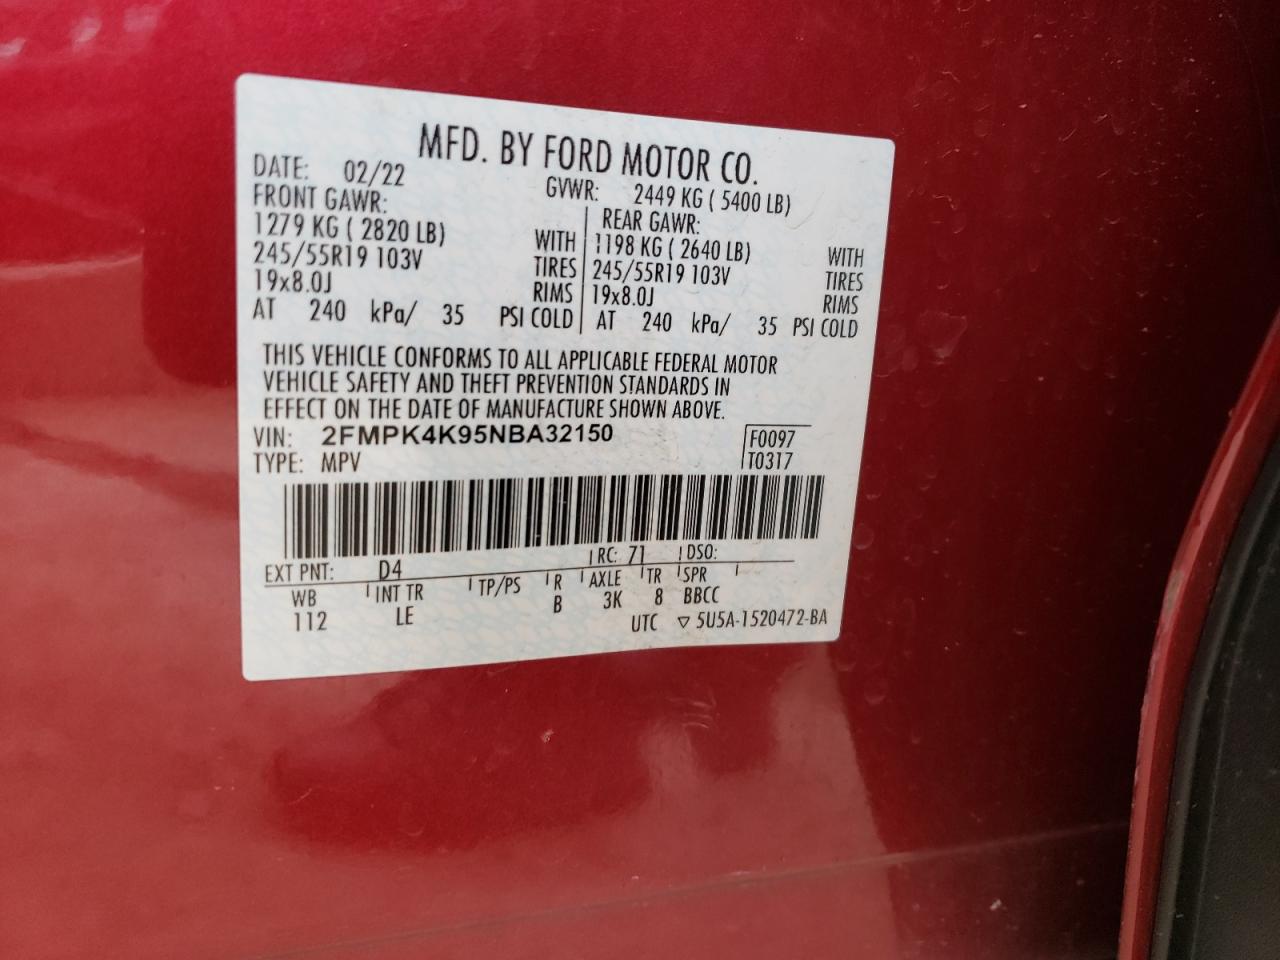 MFD. BY FORD MOTOR CO.
DATE: 02/22 GVWR: 2449 KG ( 5400 LB)
FRONT GAWR: REAR GAWR:
1279 KG ( 2820 LB) WITH 1198 KG ( 2640 LB) WITH
245/55R19 103V TIRES 245/55R19 103V TIRES
19x8.0J RIMS 19x8.0J RIMS
AT 240 kPa/ 35 PSI COLD AT 240 kPa/ 35 PSI COLD
THIS VEHICLE CONFORMS TO ALL APPLICABLE FEDERAL MOTOR
VEHICLE SAFETY AND THEFT PREVENTION STANDARDS IN
EFFECT ON THE DATE OF MANUFACTURE SHOWN ABOVE.
VIN: 2FMPK4K95NBA32150 F0097
TYPE: MPV T0317
EXT PNT: D4 RC: 71 DSO:
WB INT TR TP/PS R AXLE TR SPR
112 LE B 3K 8 BBCC
UTC ▽ 5U5A-1520472-BA